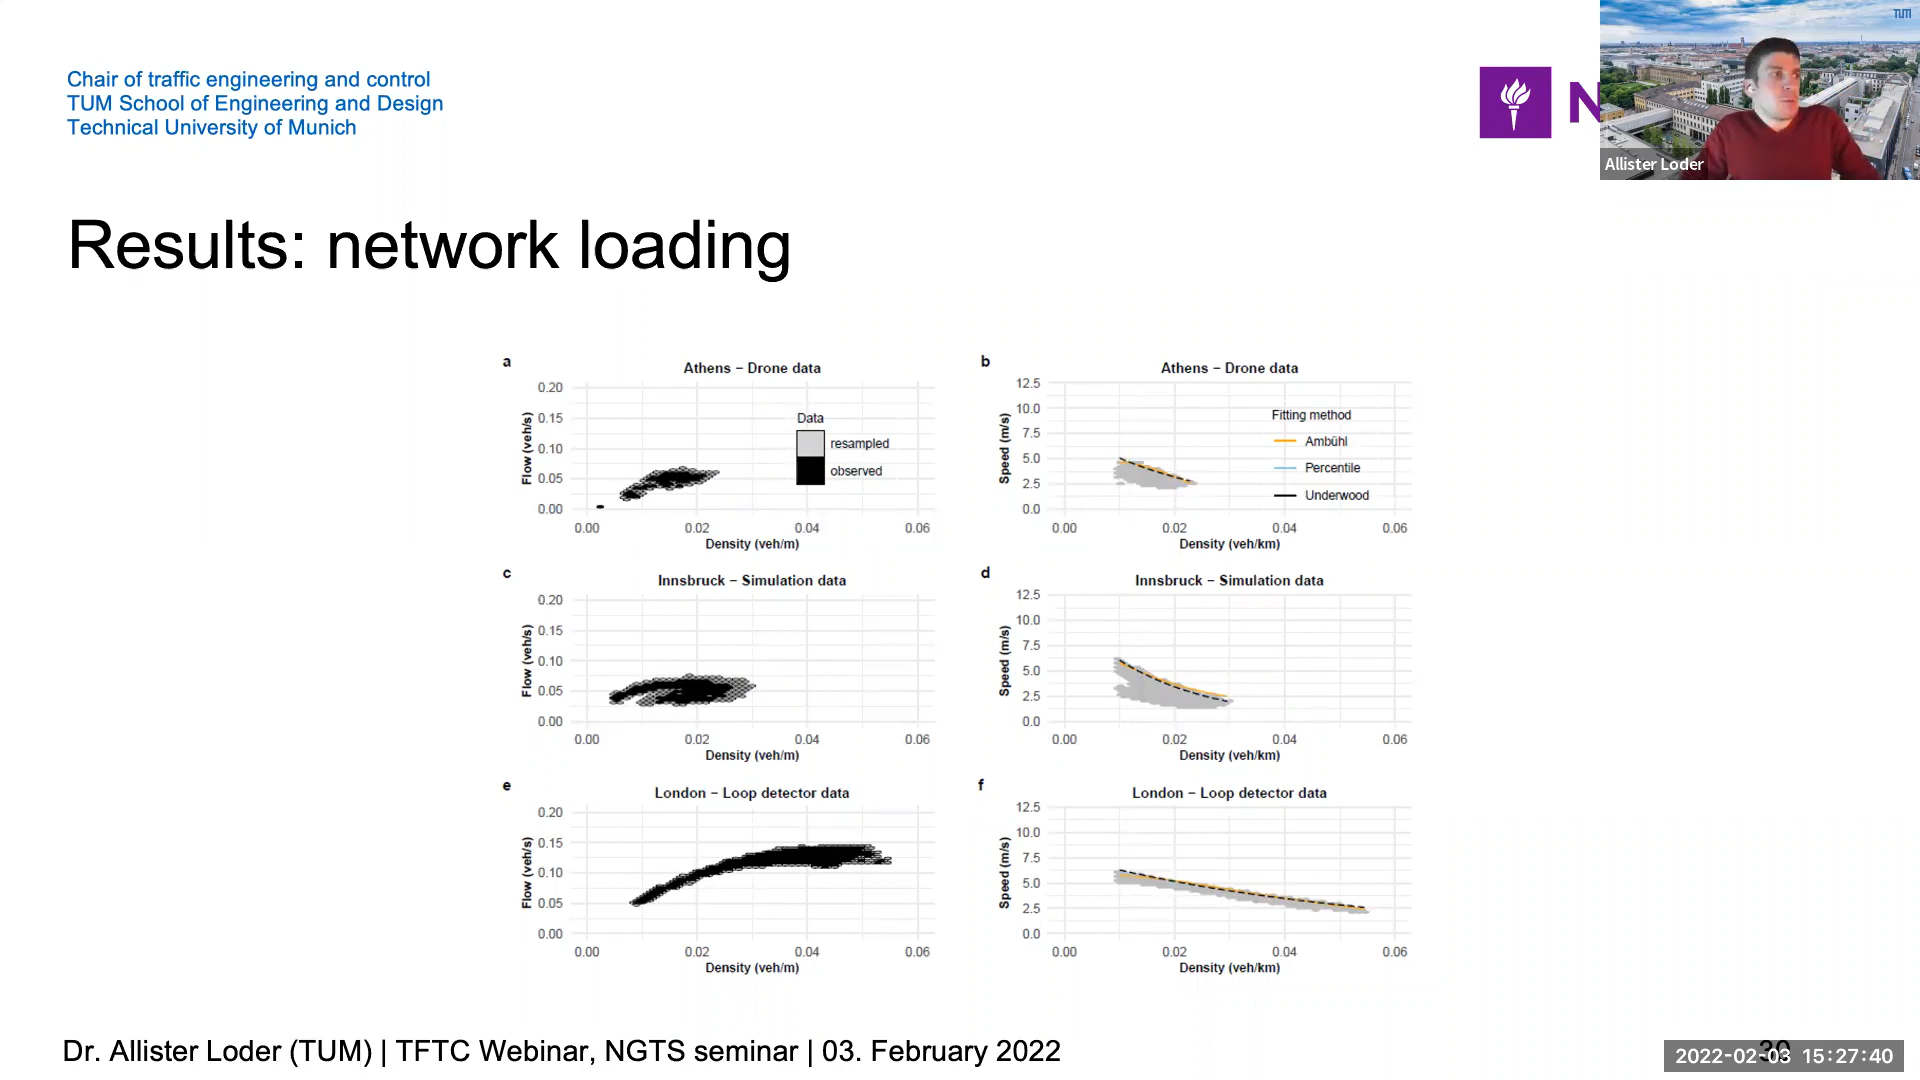 Chair of traffic engineering and control
TUM School of Engineering and Design
Technical University of Munich
N
TUM
Allister Loder
Results: network loading
a
Athens − Drone data
Flow (veh/s)
0.20
0.15
0.10
0.05
0.00
Data
resampled
observed
0.00 0.02 0.04 0.06
Density (veh/m)
b
Athens − Drone data
Speed (m/s)
12.5
10.0
7.5
5.0
2.5
0.0
Fitting method
Ambühl
Percentile
Underwood
0.00 0.02 0.04 0.06
Density (veh/km)
c
Innsbruck − Simulation data
Flow (veh/s)
0.20
0.15
0.10
0.05
0.00
0.00 0.02 0.04 0.06
Density (veh/m)
d
Innsbruck − Simulation data
Speed (m/s)
12.5
10.0
7.5
5.0
2.5
0.0
0.00 0.02 0.04 0.06
Density (veh/km)
e
London − Loop detector data
Flow (veh/s)
0.20
0.15
0.10
0.05
0.00
0.00 0.02 0.04 0.06
Density (veh/m)
f
London − Loop detector data
Speed (m/s)
12.5
10.0
7.5
5.0
2.5
0.0
0.00 0.02 0.04 0.06
Density (veh/km)
Dr. Allister Loder (TUM) | TFTC Webinar, NGTS seminar | 03. February 2022
2022-02-03 15:27:40